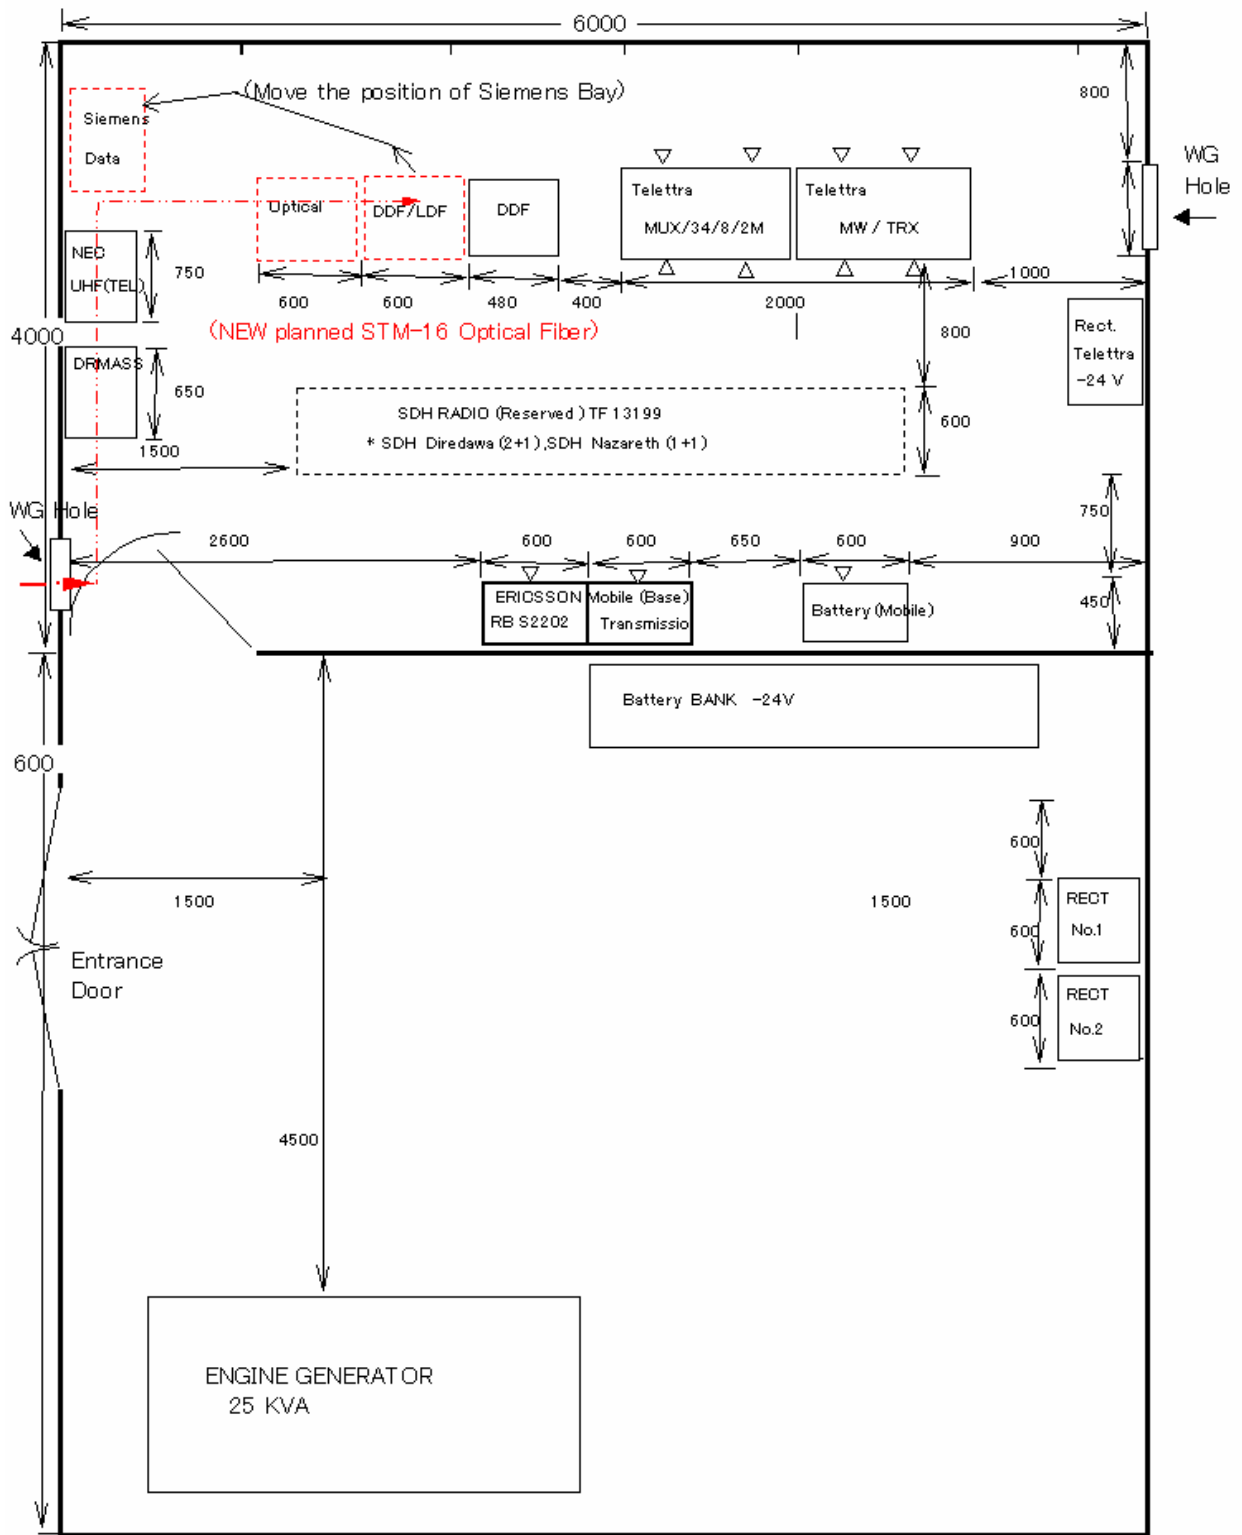 6000
(Move the position of Siemens Bay)
800
Siemens
Data
WG
Hole
Optical
DDF/LDF
DDF
Telettra
MUX/34/8/2M
Telettra
MW / TRX
NEC
UHF(TEL)
750
600
600
480
400
2000
1000
4000
(NEW planned STM-16 Optical Fiber)
800
Rect.
Telettra
-24 V
DRMASS
650
SDH RADIO (Reserved ) TF 13199
* SDH Diredawa (2+1),SDH Nazareth (1+1)
600
1500
WG Hole
750
2600
600
600
650
600
900
ERICSSON
RB S2202
Mobile (Base)
Transmissio
Battery (Mobile)
450
Battery BANK -24V
600
600
1500
1500
600
RECT
No.1
Entrance
Door
600
RECT
No.2
4500
ENGINE GENERATOR
25 KVA